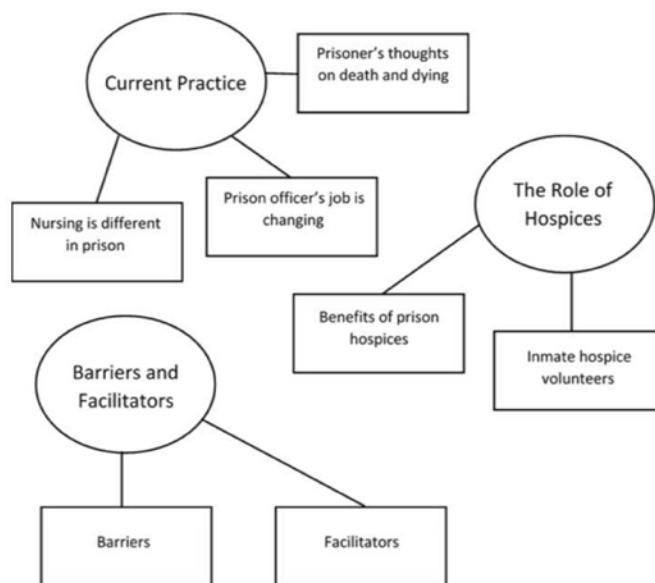 Prisoner's thoughts
on death and dying
Current Practice
Nursing is different
in prison
Prison officer's job is
changing
The Role of
Hospices
Benefits of prison
hospices
Inmate hospice
volunteers
Barriers and
Facilitators
Barriers
Facilitators